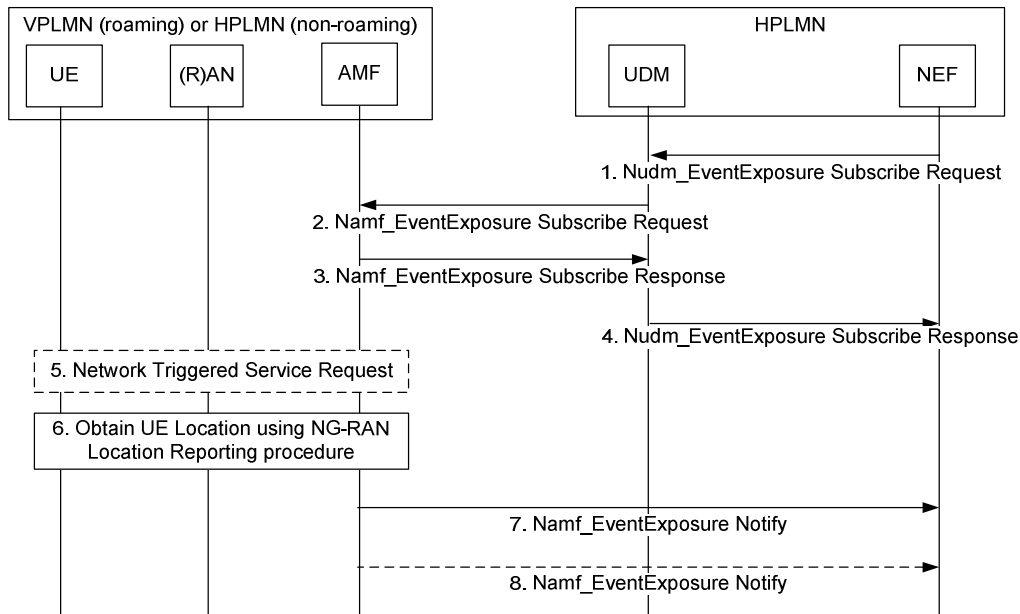 VPLMN (roaming) or HPLMN (non-roaming)
HPLMN
UE
(R)AN
AMF
UDM
NEF
1. Nudm_EventExposure Subscribe Request
2. Namf_EventExposure Subscribe Request
3. Namf_EventExposure Subscribe Response
4. Nudm_EventExposure Subscribe Response
5. Network Triggered Service Request
6. Obtain UE Location using NG-RAN
Location Reporting procedure
7. Namf_EventExposure Notify
8. Namf_EventExposure Notify